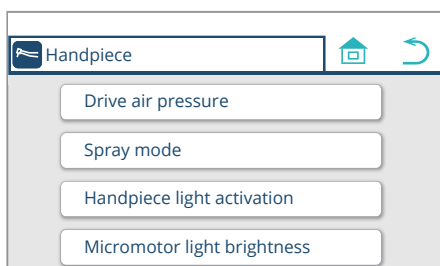 Handpiece
Drive air pressure
Spray mode
Handpiece light activation
Micromotor light brightness